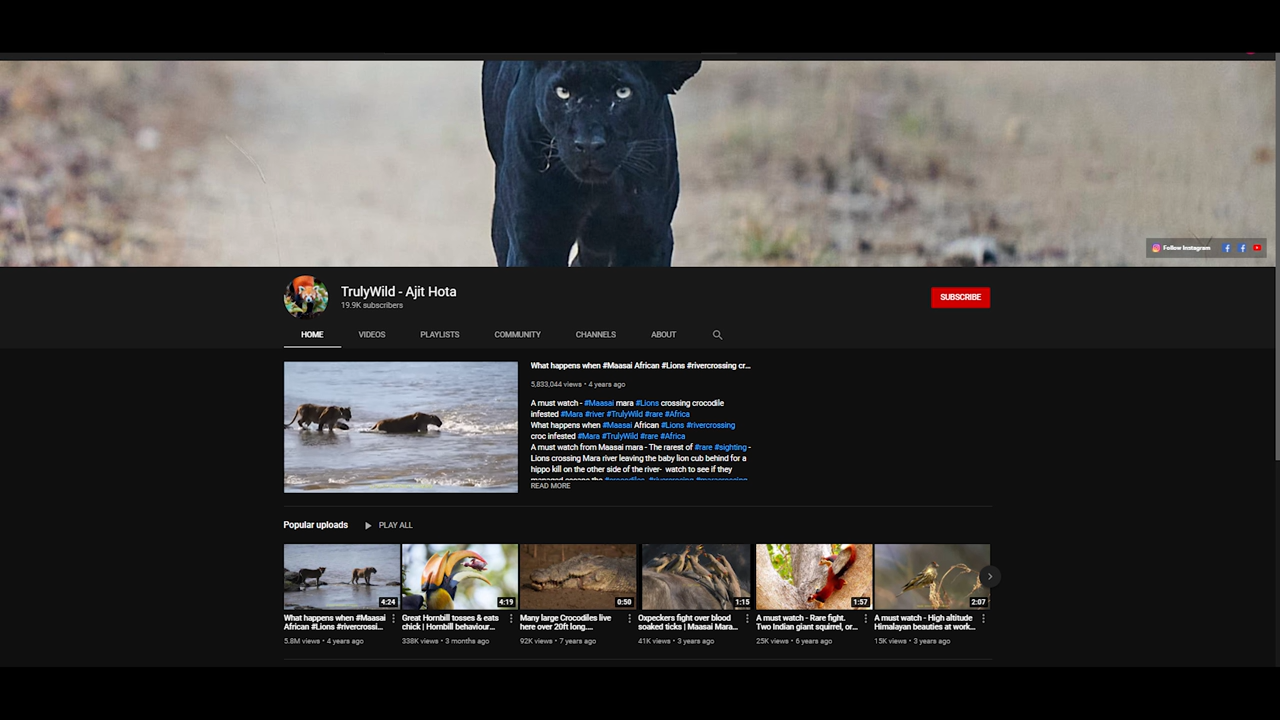 Follow Instagram
TrulyWild - Ajit Hota
19.9K subscribers
SUBSCRIBE
HOME
VIDEOS
PLAYLISTS
COMMUNITY
CHANNELS
ABOUT
What happens when #Maasai African #Lions #rivercrossing cr...
5,833,044 views • 4 years ago
A must watch - #Maasai mara #Lions crossing crocodile
infested #Mara #river #TrulyWild #rare #Africa
What happens when #Maasai African #Lions #rivercrossing
croc infested #Mara #TrulyWild #rare #Africa
A must watch from Maasai mara - The rarest of #rare #sighting -
Lions crossing Mara river leaving the baby lion cub behind for a
hippo kill on the other side of the river- watch to see if they
managed escape the #crocodiles, #rivercrossing #maracrossing
READ MORE
Popular uploads
PLAY ALL
4:24
4:19
0:50
1:15
1:57
2:07
What happens when #Maasai
African #Lions #rivercrossi...
5.8M views • 4 years ago
Great Hornbill tosses & eats
chick | Hornbill behaviour...
338K views • 3 months ago
Many large Crocodiles live
here over 20ft long....
92K views • 7 years ago
Oxpeckers fight over blood
soaked ticks | Maasai Mara...
41K views • 3 years ago
A must watch - Rare fight.
Two Indian giant squirrel, or...
25K views • 6 years ago
A must watch - High altitude
Himalayan beauties at work...
15K views • 3 years ago